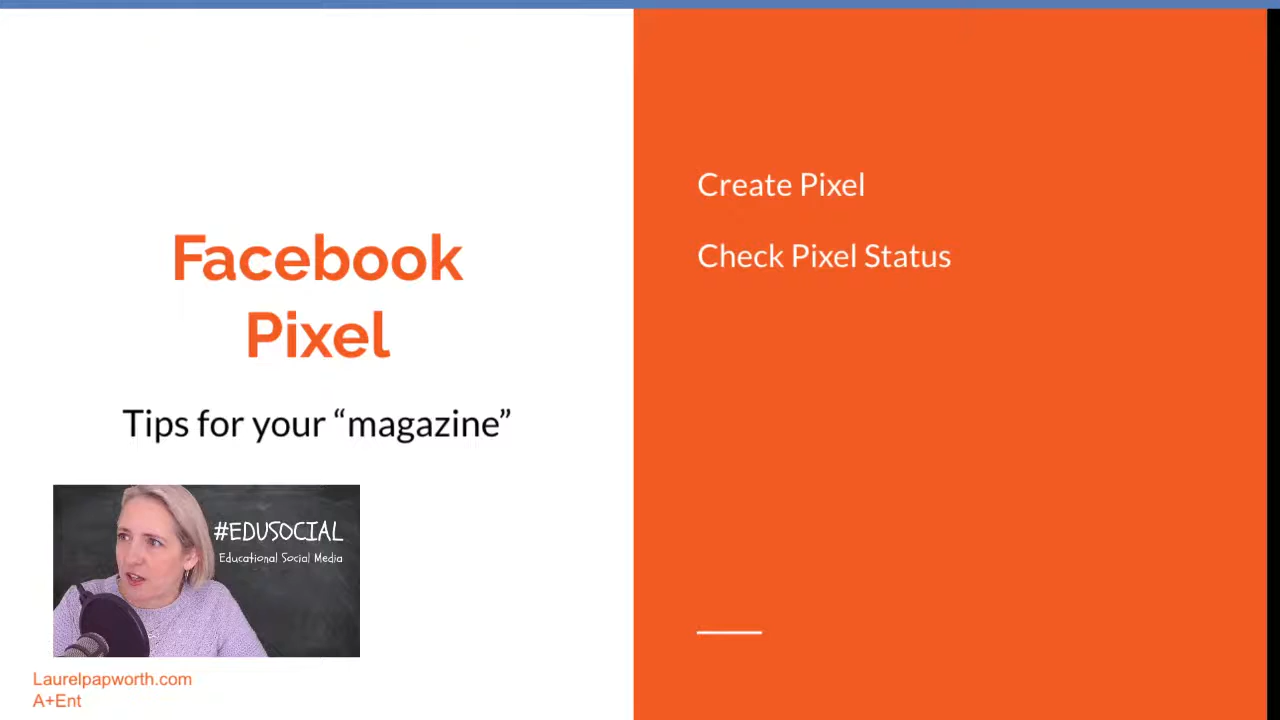 Facebook
Pixel
Tips for your “magazine”
#EDUSOCIAL
Educational Social Media
Laurelpapworth.com
A+Ent
Create Pixel
Check Pixel Status